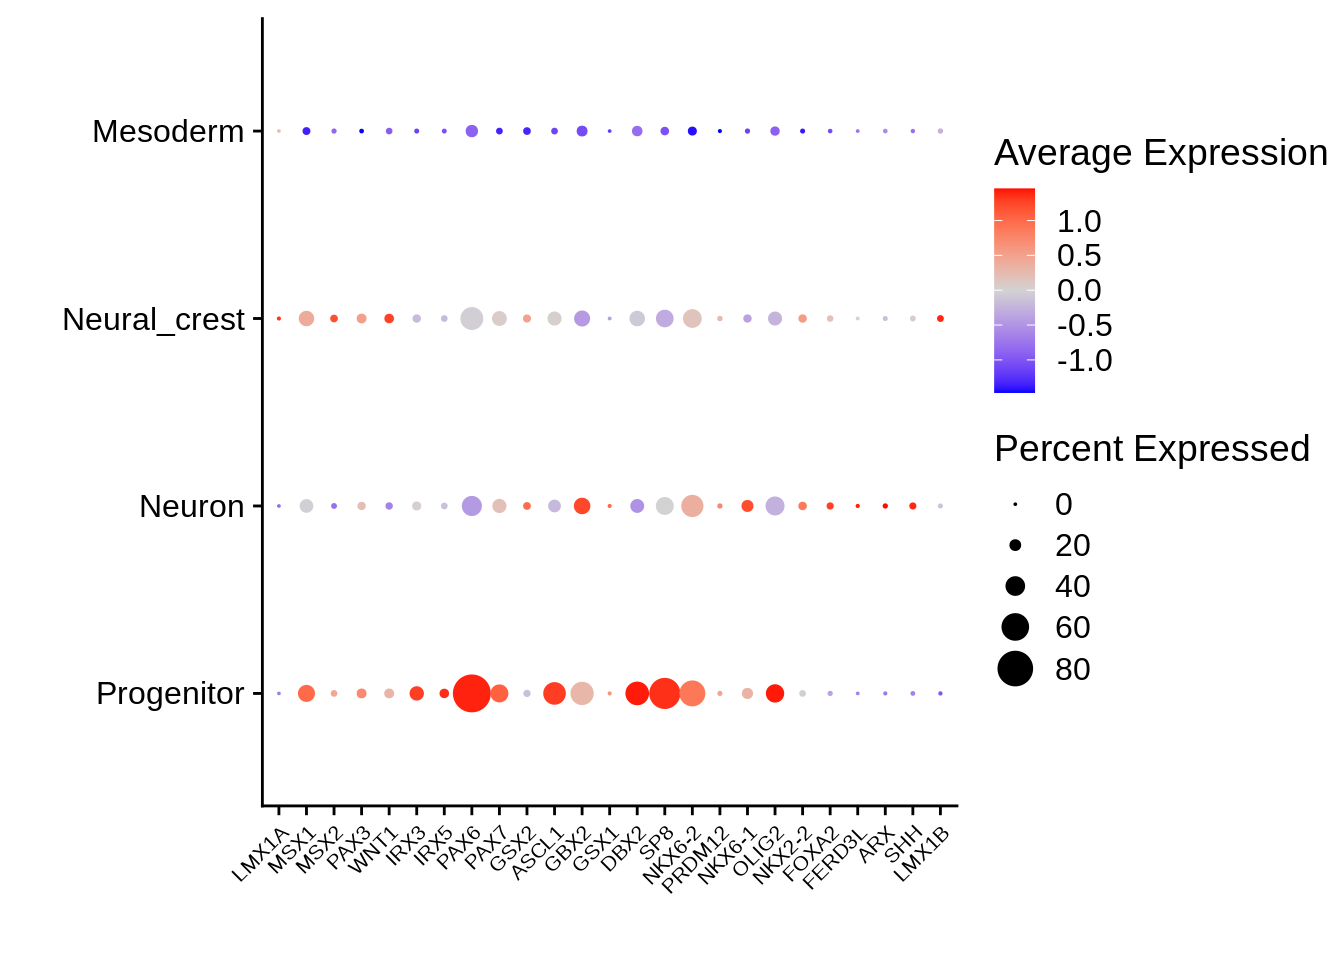 Mesoderm
Neural_crest
Neuron
Progenitor
LMX1A
MSX1
MSX2
PAX3
WNT1
IRX3
IRX5
PAX6
PAX7
GSX2
ASCL1
GBX2
GSX1
DBX2
SP8
NKX6-2
PRDM12
NKX6-1
OLIG2
NKX2-2
FOXA2
FERD3L
ARX
SHH
LMX1B
Average Expression
1.0
0.5
0.0
-0.5
-1.0
Percent Expressed
0
20
40
60
80